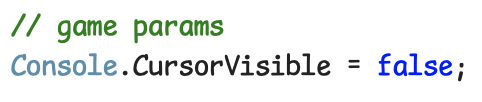 // game params
Console.CursorVisible = false;